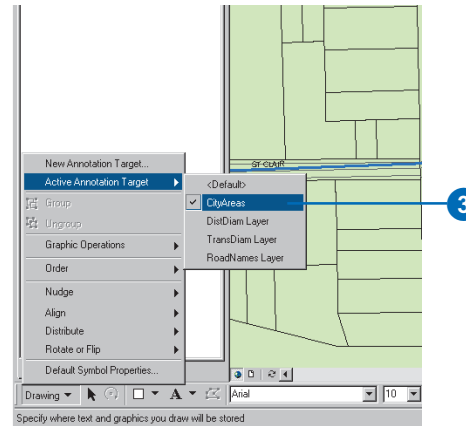 ST CLAIR
New Annotation Target...
Active Annotation Target
Group
Ungroup
Graphic Operations
Order
Nudge
Align
Distribute
Rotate or Flip
Default Symbol Properties...
<Default>
CityAreas
DistDiam Layer
TransDiam Layer
RoadNames Layer
3
Drawing
A
Arial
10
Specify where text and graphics you draw will be stored